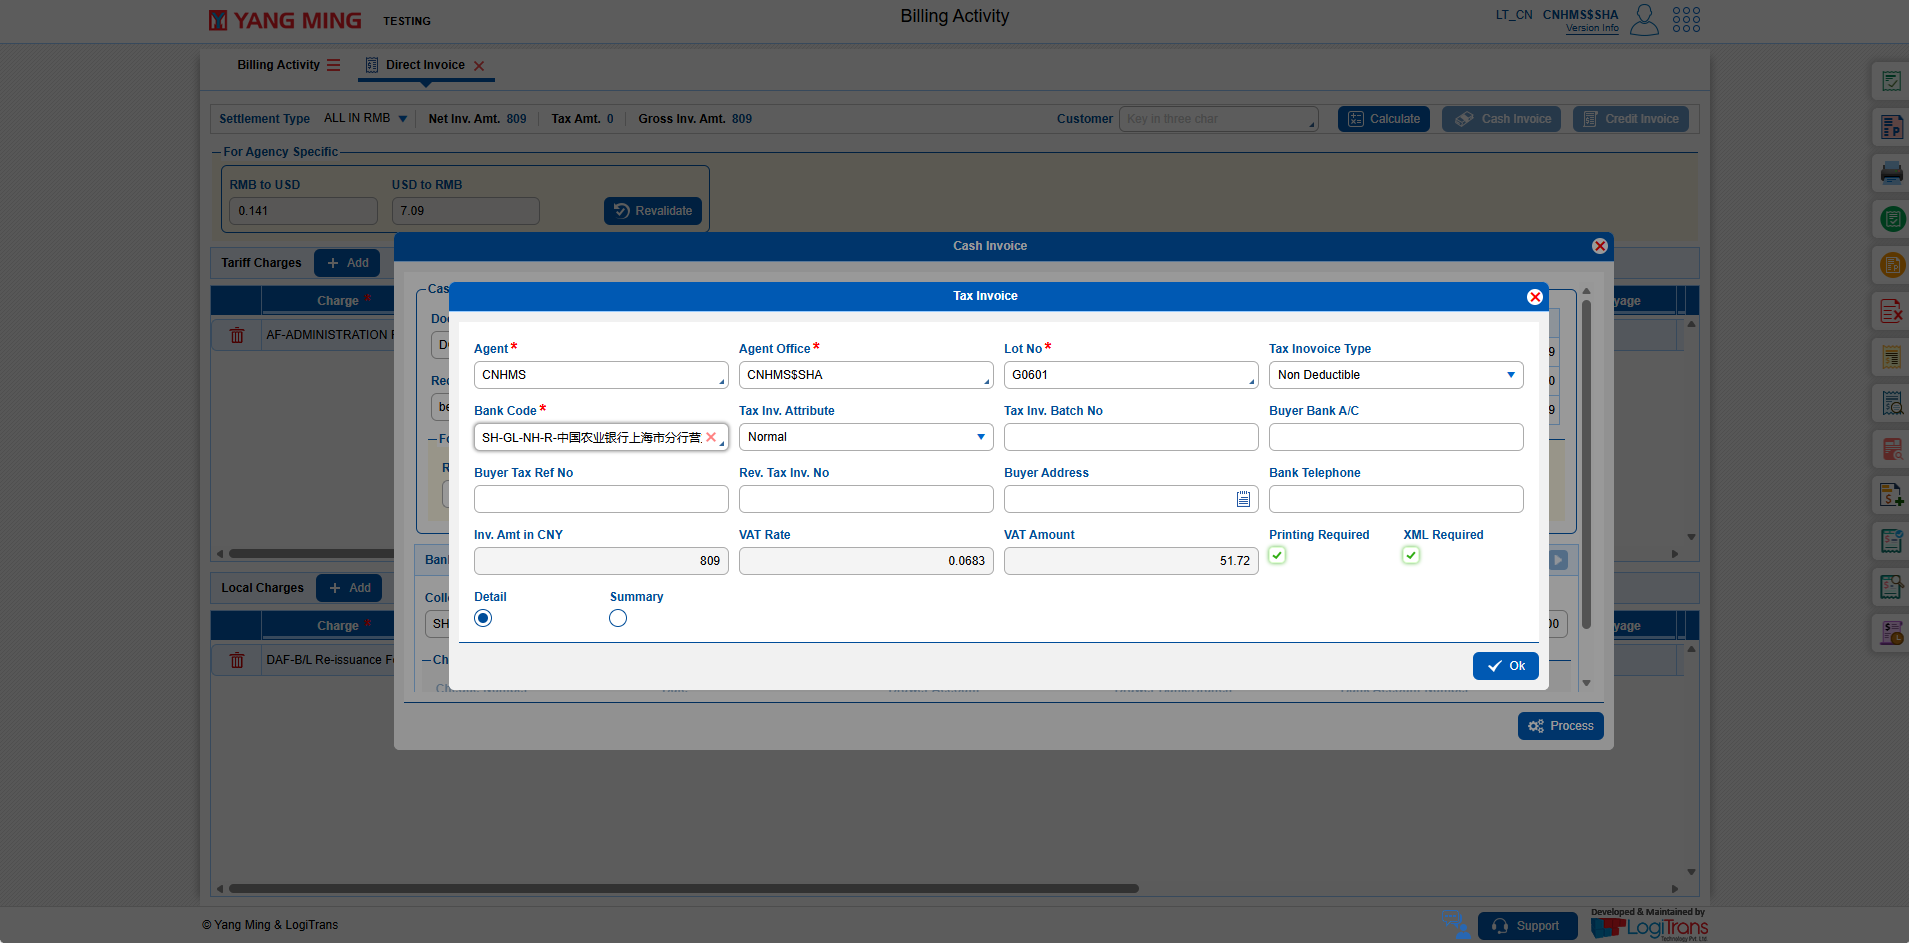 YANG MING TESTING
Billing Activity
LT_CN CNHMS$SHA
Version Info
Billing Activity
Direct Invoice
Settlement Type ALL IN RMB Net Inv. Amt. 809 Tax Amt. 0 Gross Inv. Amt. 809
Customer Key in three char Calculate Cash Invoice Credit Invoice
For Agency Specific
RMB to USD USD to RMB
0.141 7.09 Revalidate
Tariff Charges Add
Charge *
AF-ADMINISTRATION
Cash Invoice
Tax Invoice
Agent* Agent Office* Lot No* Tax Inovoice Type
CNHMS CNHMS$SHA G0601 Non Deductible
Bank Code* Tax Inv. Attribute Tax Inv. Batch No Buyer Bank A/C
SH-GL-NH-R-中国农业银行上海市分行营 Normal
Buyer Tax Ref No Rev. Tax Inv. No Buyer Address Bank Telephone
Inv. Amt in CNY VAT Rate VAT Amount Printing Required XML Required
809 0.0683 51.72
Detail Summary
Ok
Process
Local Charges Add
Charge *
DAF-B/L Re-issuance
© Yang Ming & LogiTrans
Support
Developed & Maintained by
LogiTrans